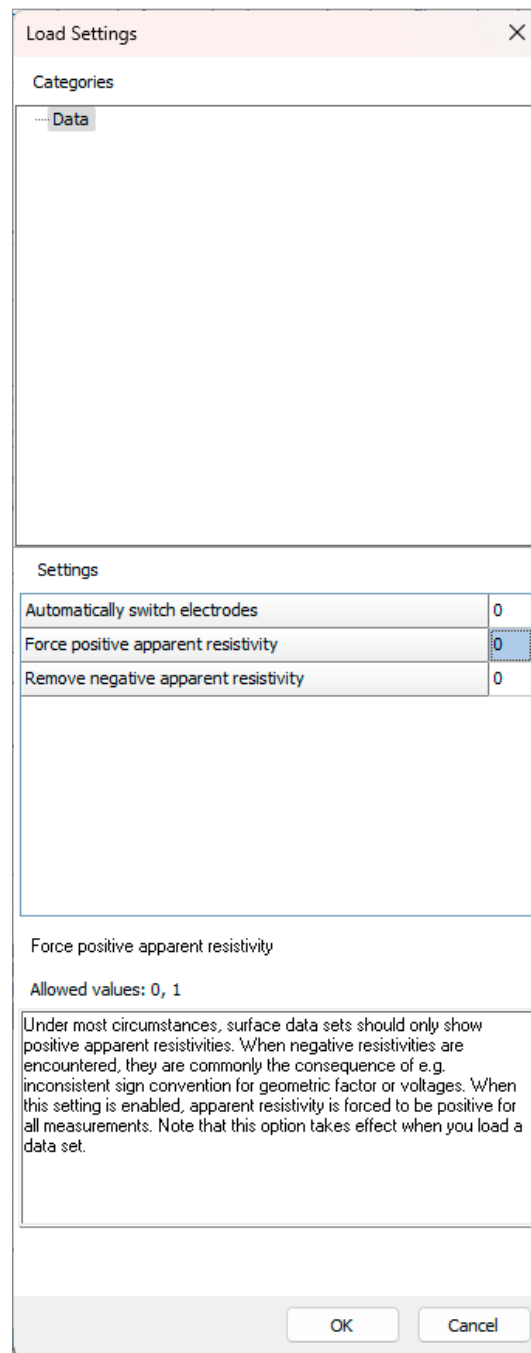 Load Settings
Categories
Data
Settings
Automatically switch electrodes 0
Force positive apparent resistivity 0
Remove negative apparent resistivity 0
Force positive apparent resistivity
Allowed values: 0, 1
Under most circumstances, surface data sets should only show
positive apparent resistivities. When negative resistivities are
encountered, they are commonly the consequence of e.g.
inconsistent sign convention for geometric factor or voltages. When
this setting is enabled, apparent resistivity is forced to be positive for
all measurements. Note that this option takes effect when you load a
data set.
OK Cancel